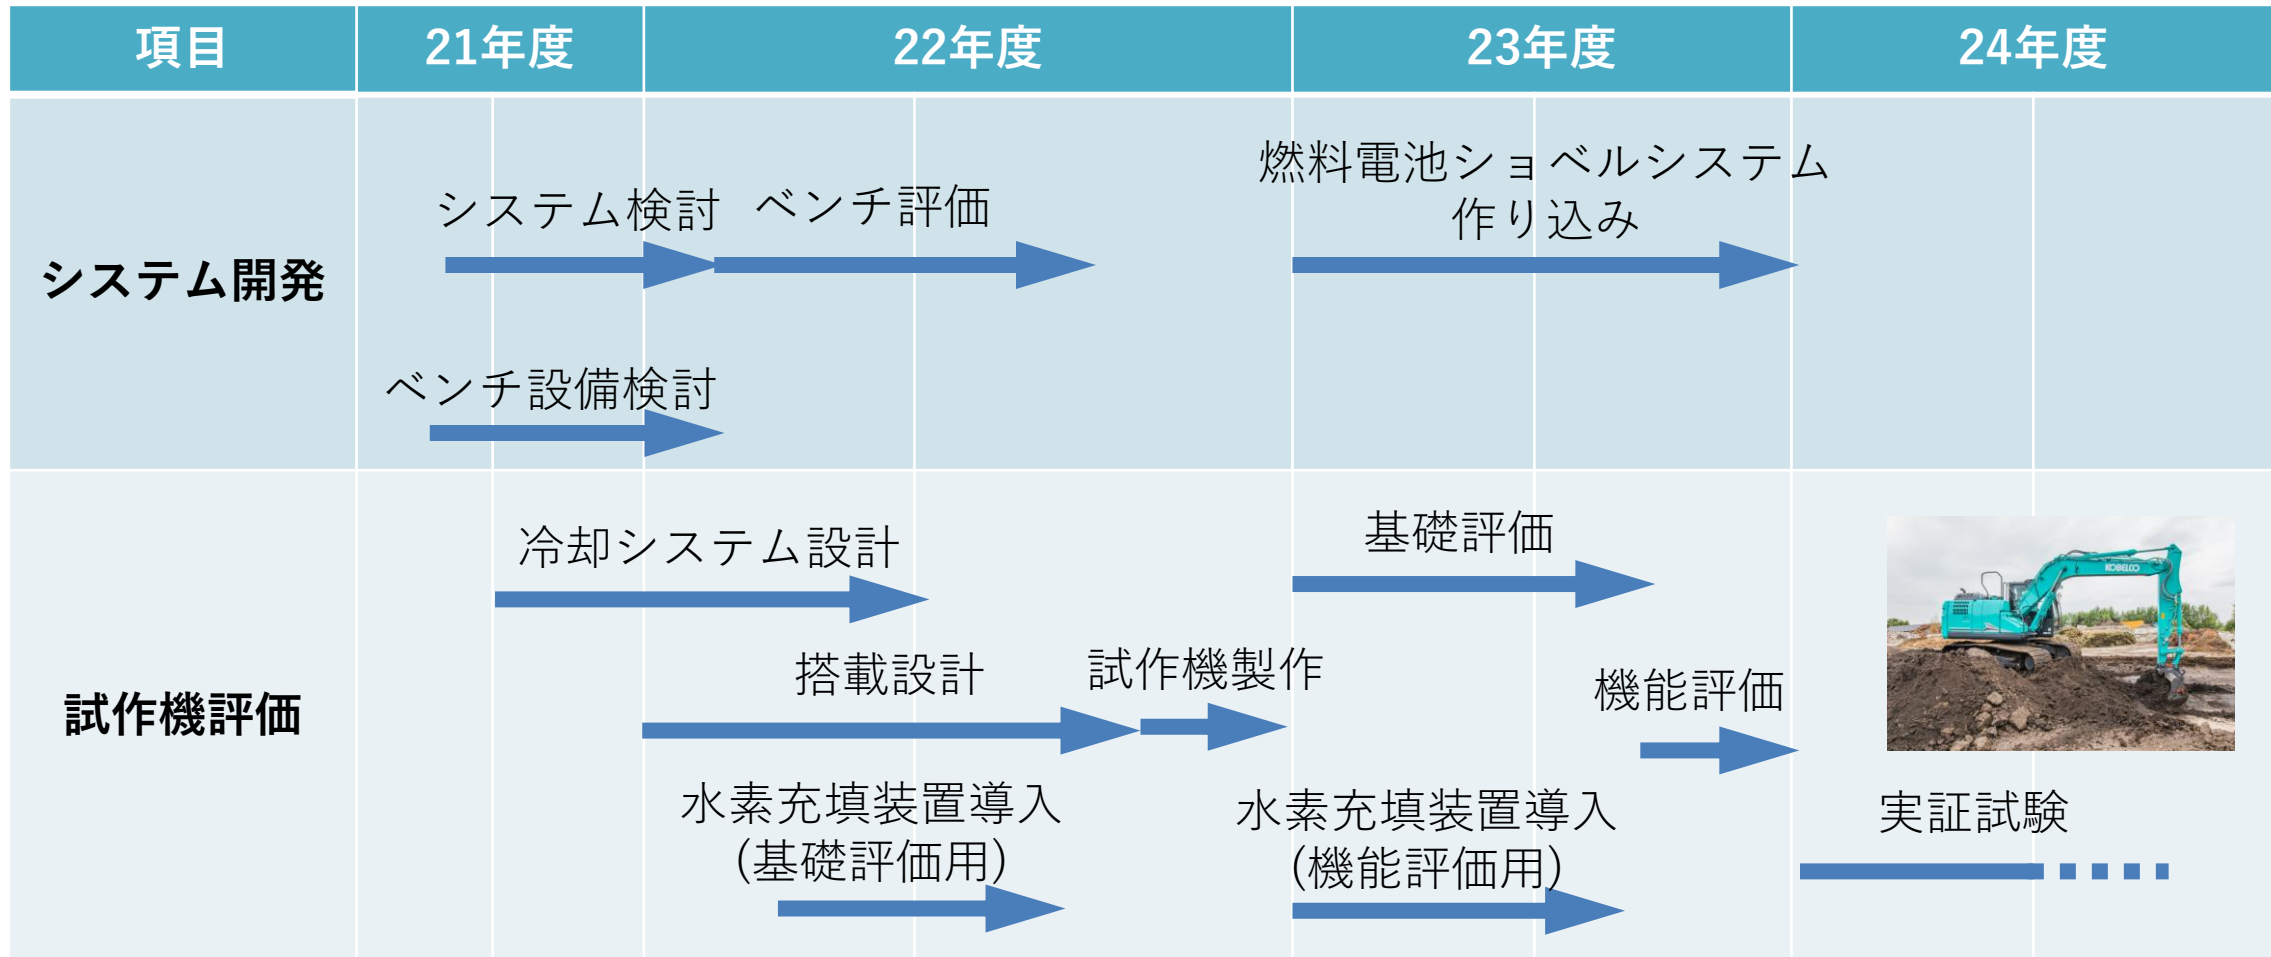 項目
21年度
22年度
23年度
24年度
システム開発
システム検討
ベンチ評価
燃料電池ショベルシステム
作り込み
ベンチ設備検討
試作機評価
冷却システム設計
基礎評価
搭載設計
試作機製作
機能評価
KOBELCO
水素充填装置導入
(基礎評価用)
水素充填装置導入
(機能評価用)
実証試験